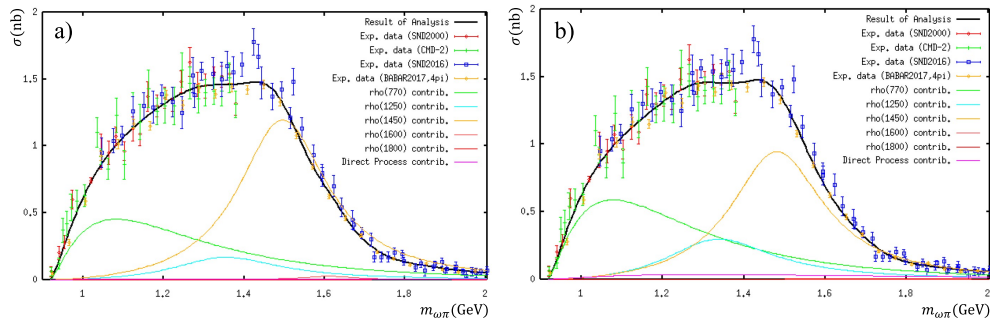 σ(nb)
a)
Result of Analysis
Exp. data (SND2000)
Exp. data (CMD-2)
Exp. data (SND2016)
Exp. data (BABAR2017,4pi)
rho(770) contrib.
rho(1250) contrib.
rho(1450) contrib.
rho(1600) contrib.
rho(1800) contrib.
Direct Process contrib.
2
1,5
1
0,5
0
1
1,2
1,4
1,6
1,8
2
m_{ωπ}(GeV)
σ(nb)
b)
Result of Analysis
Exp. data (SND2000)
Exp. data (CMD-2)
Exp. data (SND2016)
Exp. data (BABAR2017,4pi)
rho(770) contrib.
rho(1250) contrib.
rho(1450) contrib.
rho(1600) contrib.
rho(1800) contrib.
Direct Process contrib.
2
1,5
1
0,5
0
1
1,2
1,4
1,6
1,8
2
m_{ωπ}(GeV)